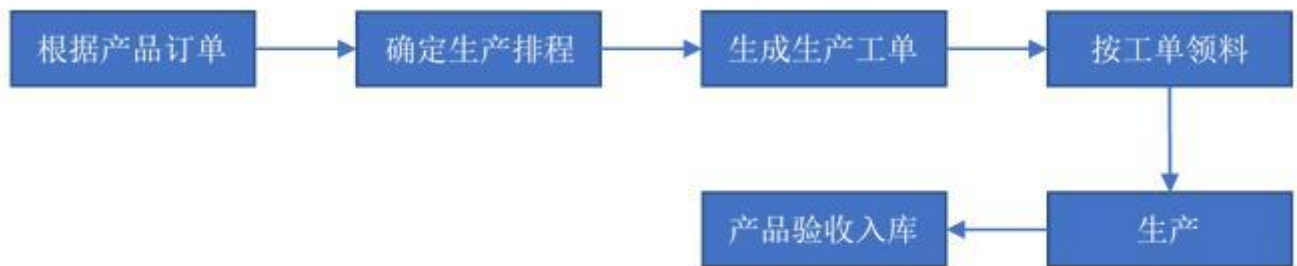 根据产品订单
确定生产排程
生成生产工单
按工单领料
生产
产品验收入库